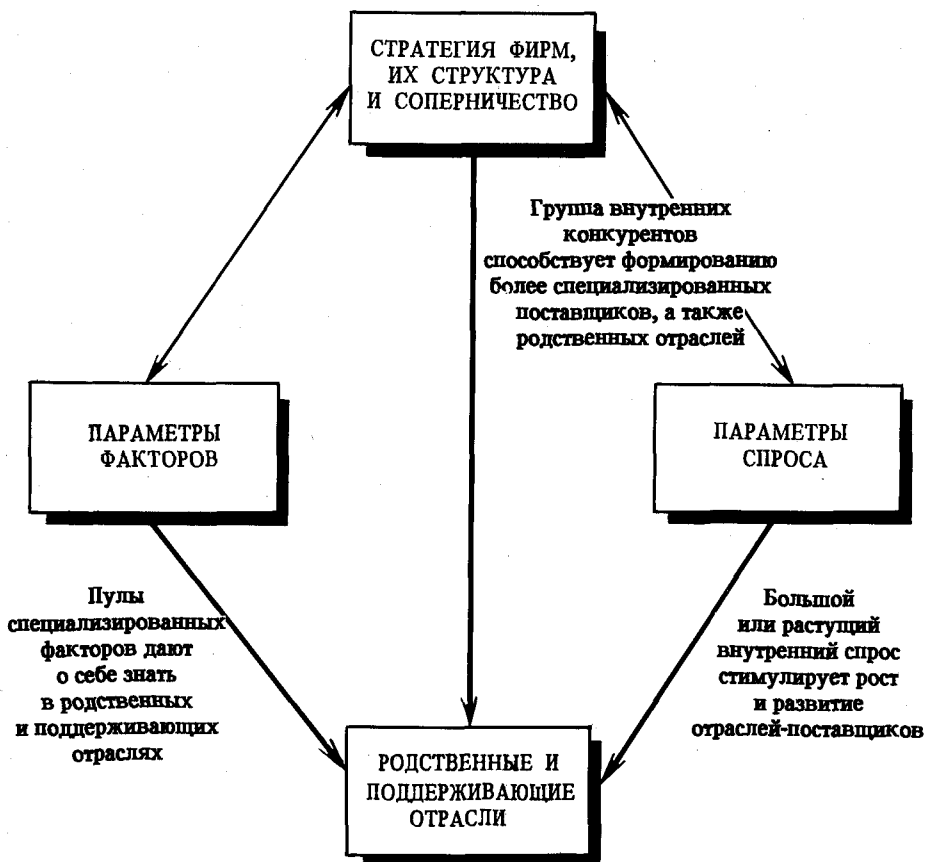 СТРАТЕГИЯ ФИРМ,
ИХ СТРУКТУРА
И СОПЕРНИЧЕСТВО
Группа внутренних
конкурентов
способствует формированию
более специализированных
поставщиков, а также
родственных отраслей
ПАРАМЕТРЫ
ФАКТОРОВ
ПАРАМЕТРЫ
СПРОСА
Пулы
специализированных
факторов дают
о себе знать
в родственных
и поддерживающих
отраслях
Большой
или растущий
внутренний спрос
стимулирует рост
и развитие
отраслей-поставщиков
РОДСТВЕННЫЕ И
ПОДДЕРЖИВАЮЩИЕ
ОТРАСЛИ